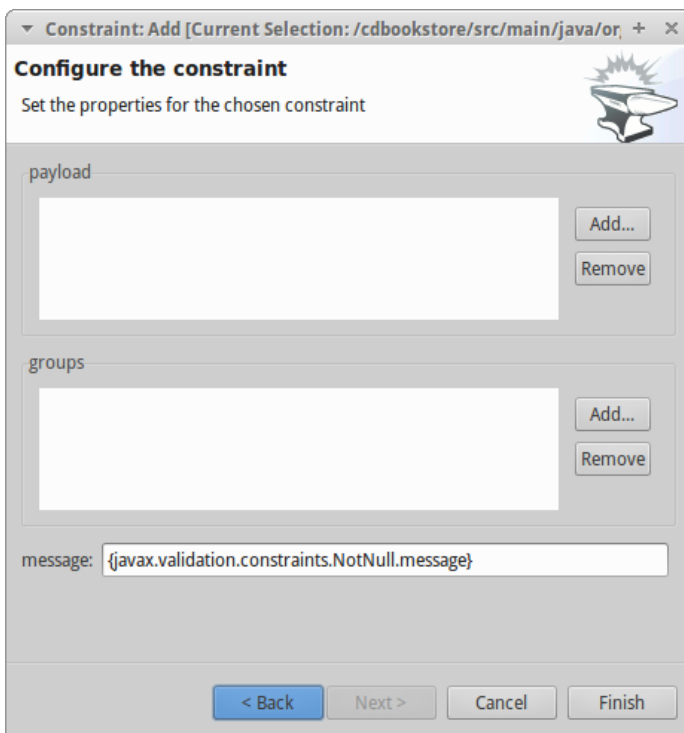 Constraint: Add [Current Selection: /cdbookstore/src/main/java/or
Configure the constraint
Set the properties for the chosen constraint
payload
Add...
Remove
groups
Add...
Remove
message: {javax.validation.constraints.NotNull.message}
< Back Next > Cancel Finish